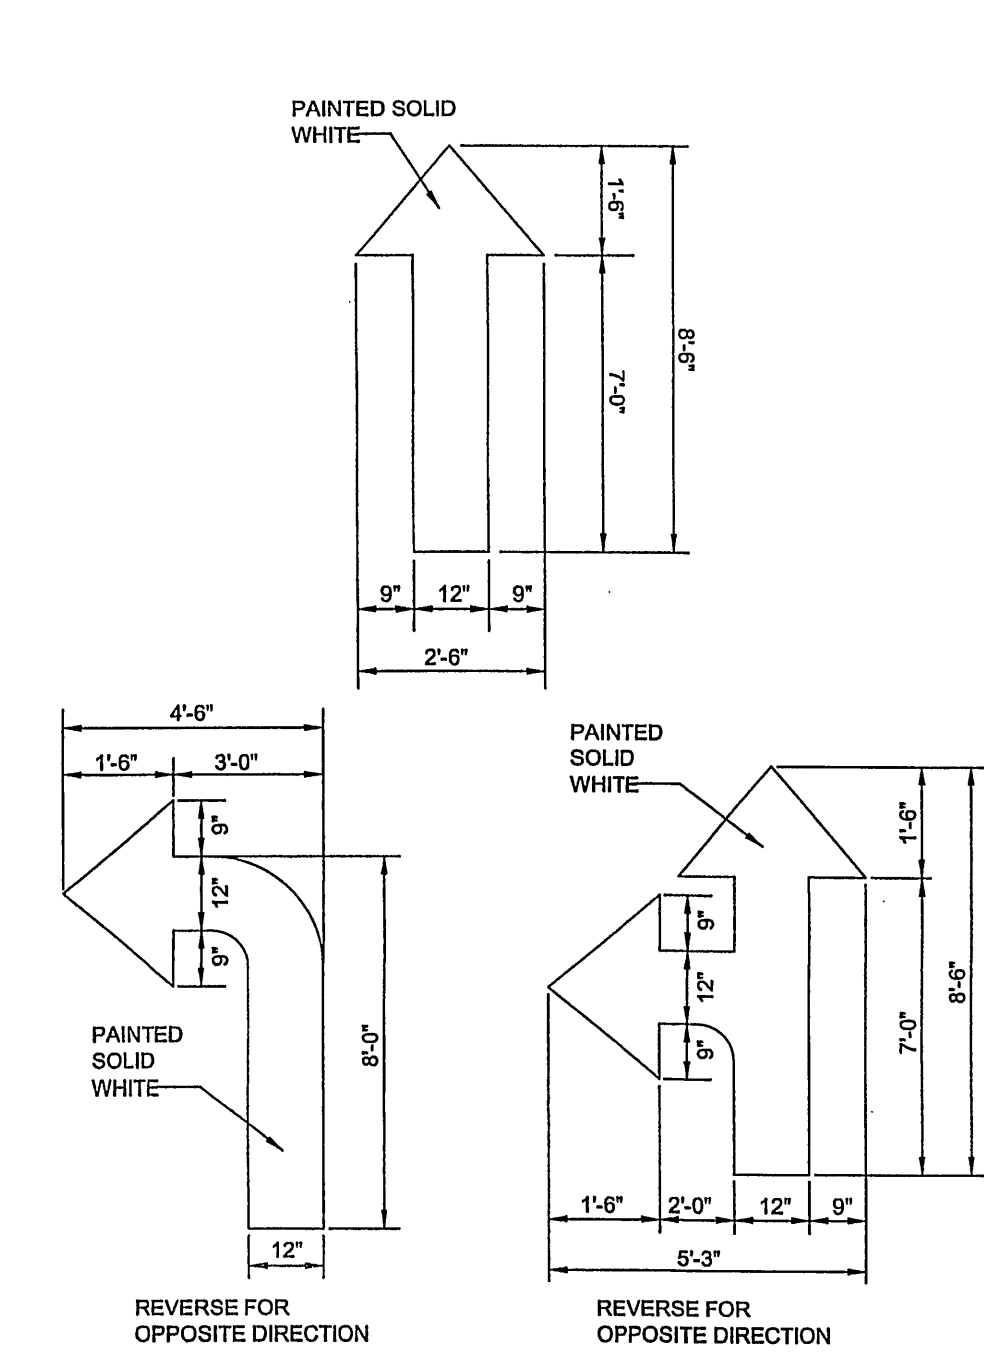 PAINTED SOLID
WHITE
1'-6"
8'-6"
7'-0"
9" 12" 9"
2'-6"
4'-6"
1'-6" 3'-0"
9"
12"
9"
8'-0"
PAINTED
SOLID
WHITE
12"
REVERSE FOR
OPPOSITE DIRECTION
PAINTED
SOLID
WHITE
1'-6"
9"
12"
9"
8'-6"
7'-0"
1'-6" 2'-0" 12" 9"
5'-3"
REVERSE FOR
OPPOSITE DIRECTION